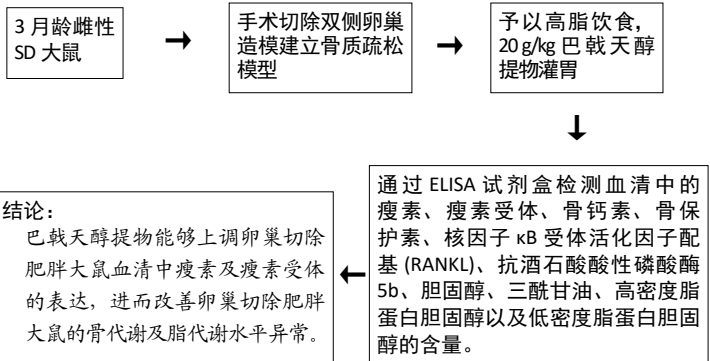 3 月龄雌性
SD 大鼠
手术切除双侧卵巢
造模建立骨质疏松
模型
予以高脂饮食，
20 g/kg 巴戟天醇
提物灌胃
通过 ELISA 试剂盒检测血清中的
瘦素、瘦素受体、骨钙素、骨保
护素、核因子 κB 受体活化因子配
基 (RANKL)、抗酒石酸酸性磷酸酶
5b、胆固醇、三酰甘油、高密度脂
蛋白胆固醇以及低密度脂蛋白胆固
醇的含量。
结论：
巴戟天醇提物能够上调卵巢切除
肥胖大鼠血清中瘦素及瘦素受体
的表达，进而改善卵巢切除肥胖
大鼠的骨代谢及脂代谢水平异常。